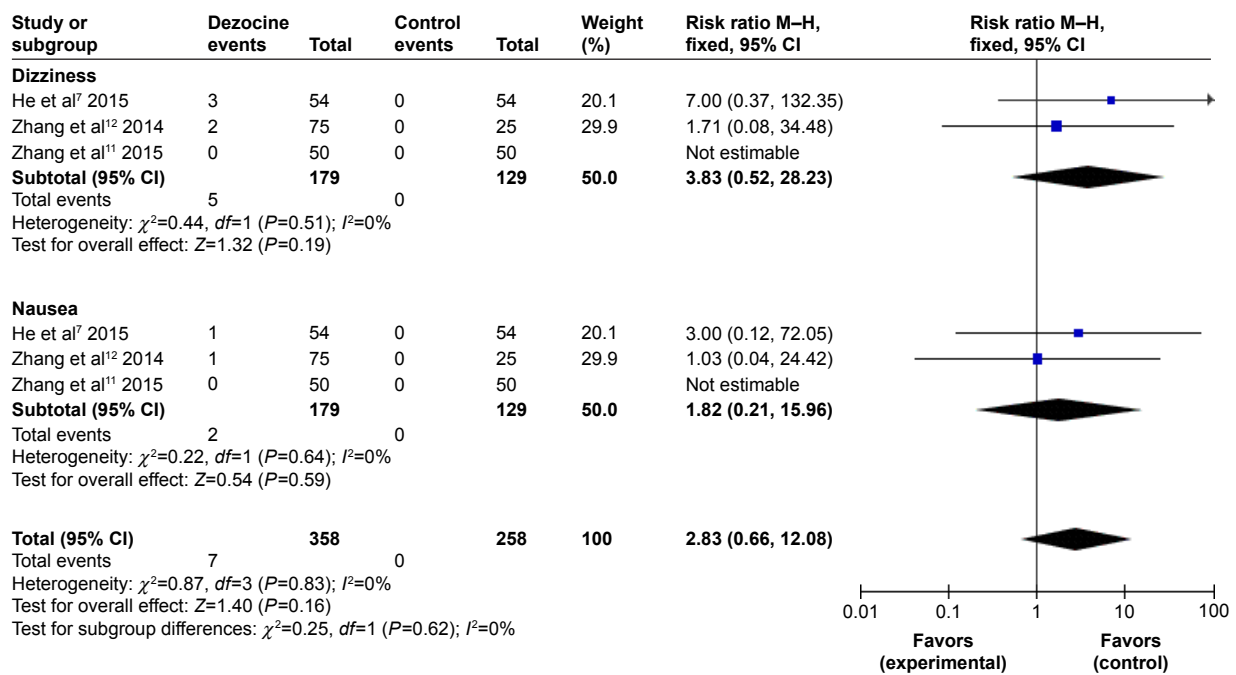 Study or subgroup Dezocine events Total Control events Total Weight (%) Risk ratio M–H, fixed, 95% CI Risk ratio M–H, fixed, 95% CI
Dizziness
He et al⁷ 2015 3 54 0 54 20.1 7.00 (0.37, 132.35)
Zhang et al¹² 2014 2 75 0 25 29.9 1.71 (0.08, 34.48)
Zhang et al¹¹ 2015 0 50 0 50 Not estimable
Subtotal (95% CI) 179 129 50.0 3.83 (0.52, 28.23)
Total events 5 0
Heterogeneity: χ²=0.44, df=1 (P=0.51); I²=0%
Test for overall effect: Z=1.32 (P=0.19)
Nausea
He et al⁷ 2015 1 54 0 54 20.1 3.00 (0.12, 72.05)
Zhang et al¹² 2014 1 75 0 25 29.9 1.03 (0.04, 24.42)
Zhang et al¹¹ 2015 0 50 0 50 Not estimable
Subtotal (95% CI) 179 129 50.0 1.82 (0.21, 15.96)
Total events 2 0
Heterogeneity: χ²=0.22, df=1 (P=0.64); I²=0%
Test for overall effect: Z=0.54 (P=0.59)
Total (95% CI) 358 258 100 2.83 (0.66, 12.08)
Total events 7 0
Heterogeneity: χ²=0.87, df=3 (P=0.83); I²=0%
Test for overall effect: Z=1.40 (P=0.16)
Test for subgroup differences: χ²=0.25, df=1 (P=0.62); I²=0%
0.01 0.1 1 10 100
Favors (experimental) Favors (control)